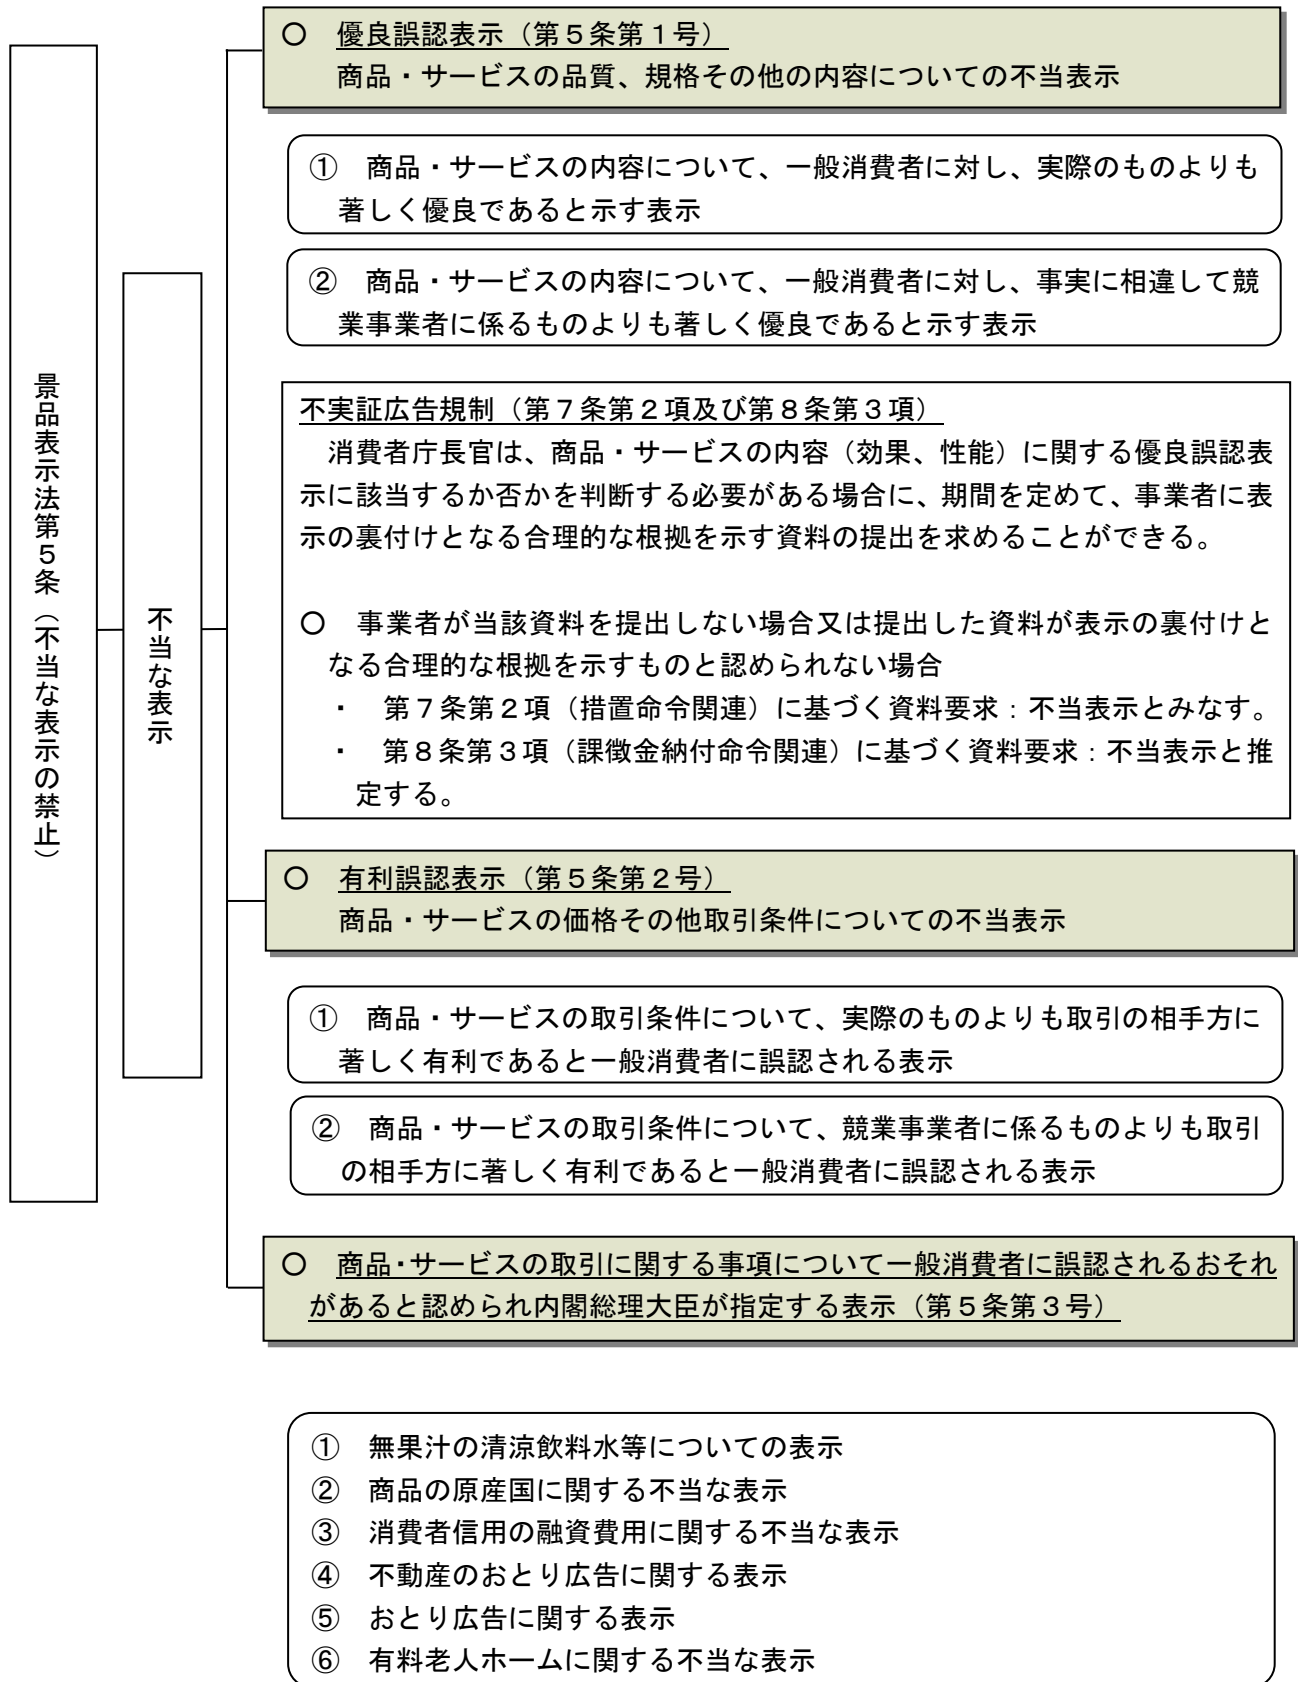 景品表示法第５条（不当な表示の禁止）
不当な表示
○　優良誤認表示（第５条第１号）
商品・サービスの品質、規格その他の内容についての不当表示
①　商品・サービスの内容について、一般消費者に対し、実際のものよりも
著しく優良であると示す表示
②　商品・サービスの内容について、一般消費者に対し、事実に相違して競
業事業者に係るものよりも著しく優良であると示す表示
不実証広告規制（第７条第２項及び第８条第３項）
消費者庁長官は、商品・サービスの内容（効果、性能）に関する優良誤認表
示に該当するか否かを判断する必要がある場合に、期間を定めて、事業者に表
示の裏付けとなる合理的な根拠を示す資料の提出を求めることができる。
○　事業者が当該資料を提出しない場合又は提出した資料が表示の裏付けと
なる合理的な根拠を示すものと認められない場合
・　第７条第２項（措置命令関連）に基づく資料要求：不当表示とみなす。
・　第８条第３項（課徴金納付命令関連）に基づく資料要求：不当表示と推
定する。
○　有利誤認表示（第５条第２号）
商品・サービスの価格その他取引条件についての不当表示
①　商品・サービスの取引条件について、実際のものよりも取引の相手方に
著しく有利であると一般消費者に誤認される表示
②　商品・サービスの取引条件について、競業事業者に係るものよりも取引
の相手方に著しく有利であると一般消費者に誤認される表示
○　商品・サービスの取引に関する事項について一般消費者に誤認されるおそれ
があると認められ内閣総理大臣が指定する表示（第５条第３号）
①　無果汁の清涼飲料水等についての表示
②　商品の原産国に関する不当な表示
③　消費者信用の融資費用に関する不当な表示
④　不動産のおとり広告に関する表示
⑤　おとり広告に関する表示
⑥　有料老人ホームに関する不当な表示